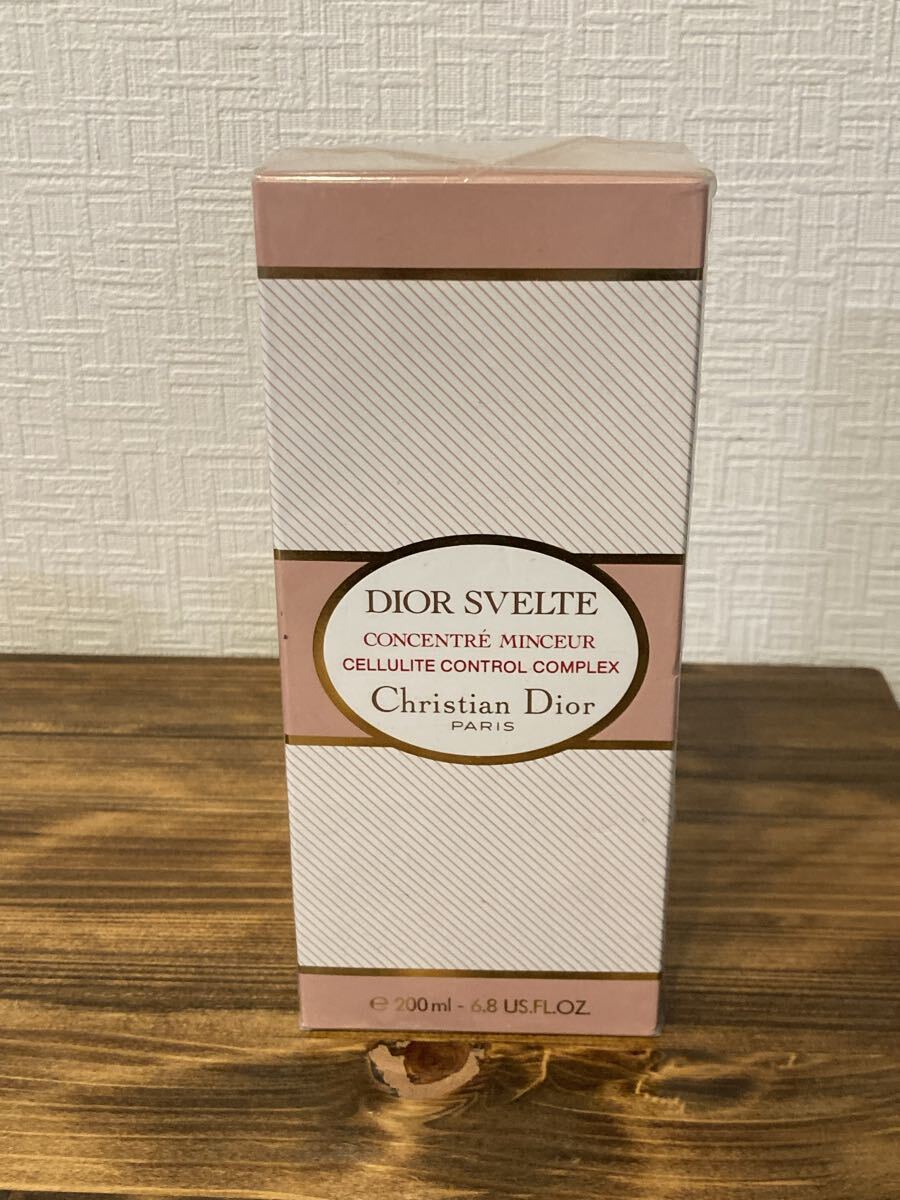 DIOR SVELTE
CONCENTRÉ MINCEUR
CELLULITE CONTROL COMPLEX
Christian Dior
PARIS
℮ 200 ml - 6.8 US.FL.OZ.